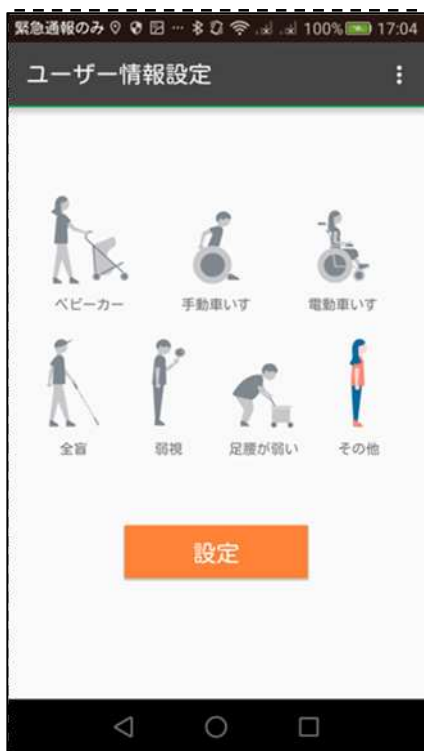 緊急通報のみ 100% 17:04
ユーザー情報設定
ベビーカー 手動車いす 電動車いす
全盲 弱視 足腰が弱い その他
設定